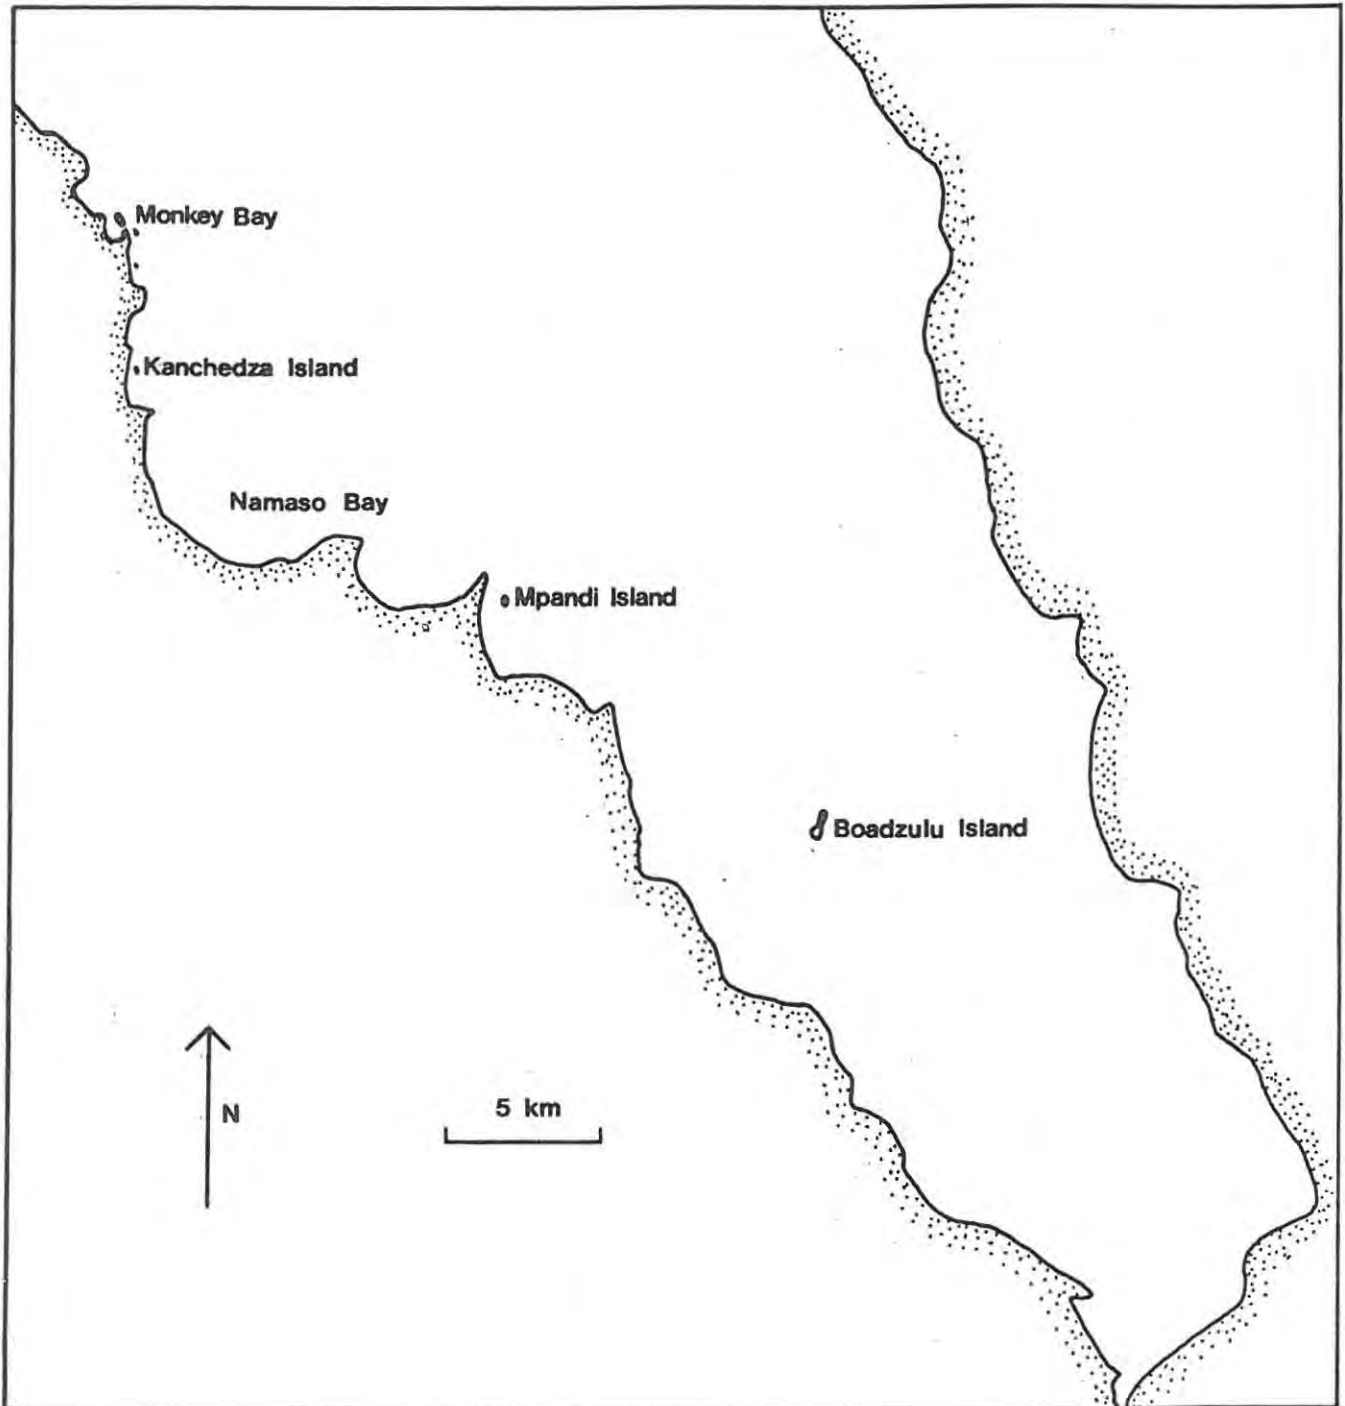 Monkey Bay
Kanchedza Island
Namaso Bay
Mpandi Island
Boadzulu Island
N
5 km